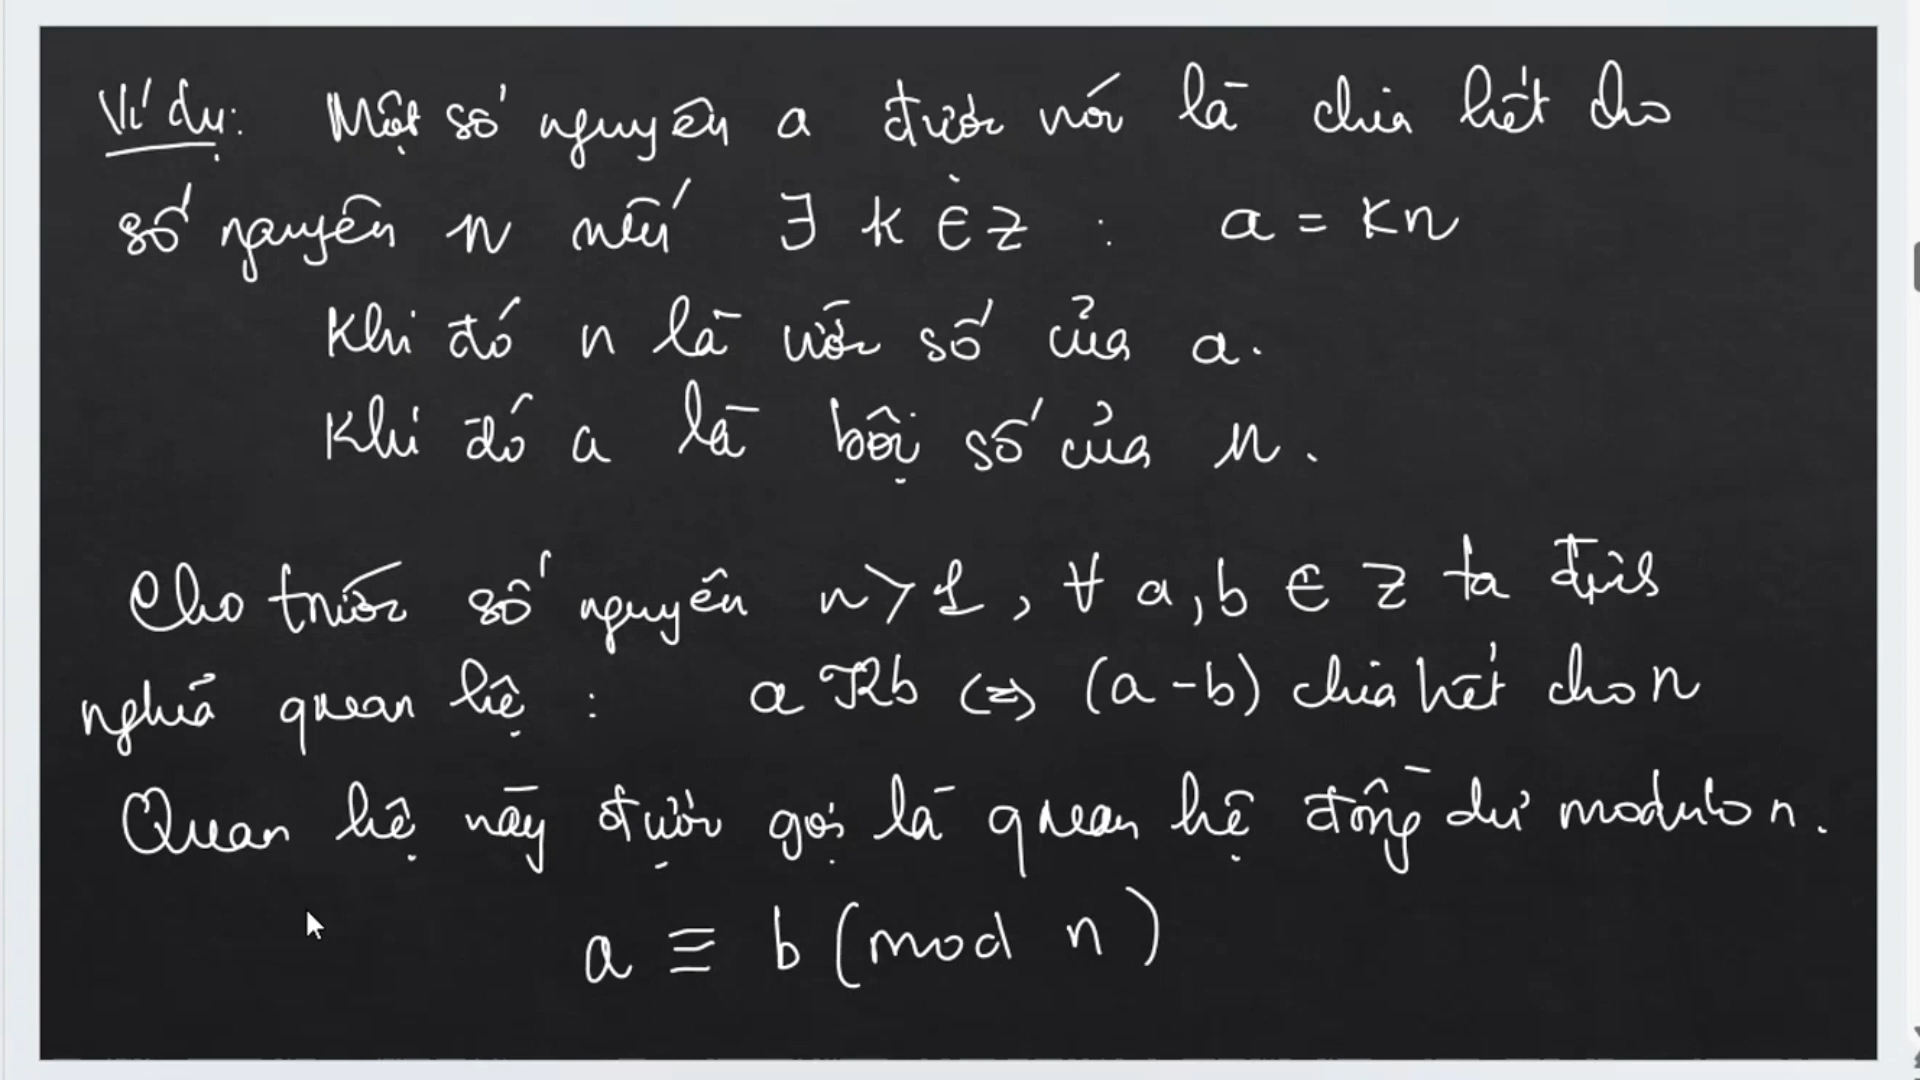 Ví dụ: Một số nguyên a được nói là chia hết cho
số nguyên n nếu ∃ k ∈ Z : a = kn
Khi đó n là ước số của a.
Khi đó a là bội số của n.
Cho trước số nguyên n > 1, ∀ a, b ∈ Z ta định
nghĩa quan hệ : a R b <=> (a - b) chia hết cho n
Quan hệ này được gọi là quan hệ đồng dư modulo n.
a ≡ b (mod n)